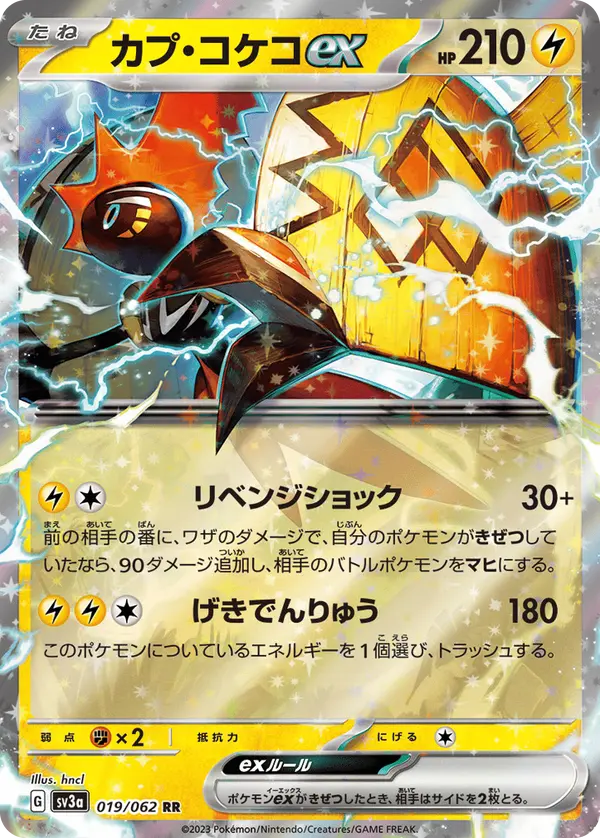 たね カプ・コケコex HP210
リベンジショック 30+
前の相手の番に、ワザのダメージで、自分のポケモンがきぜつして
いたなら、90ダメージ追加し、相手のバトルポケモンをマヒにする。
げきでんりゅう 180
このポケモンについているエネルギーを1個選び、トラッシュする。
弱点 ×2 抵抗力 にげる
Illus. hncl
exルール
G sv3a 019/062 RR
ポケモンexがきぜつしたとき、相手はサイドを2枚とる。
©2023 Pokémon/Nintendo/Creatures/GAME FREAK.